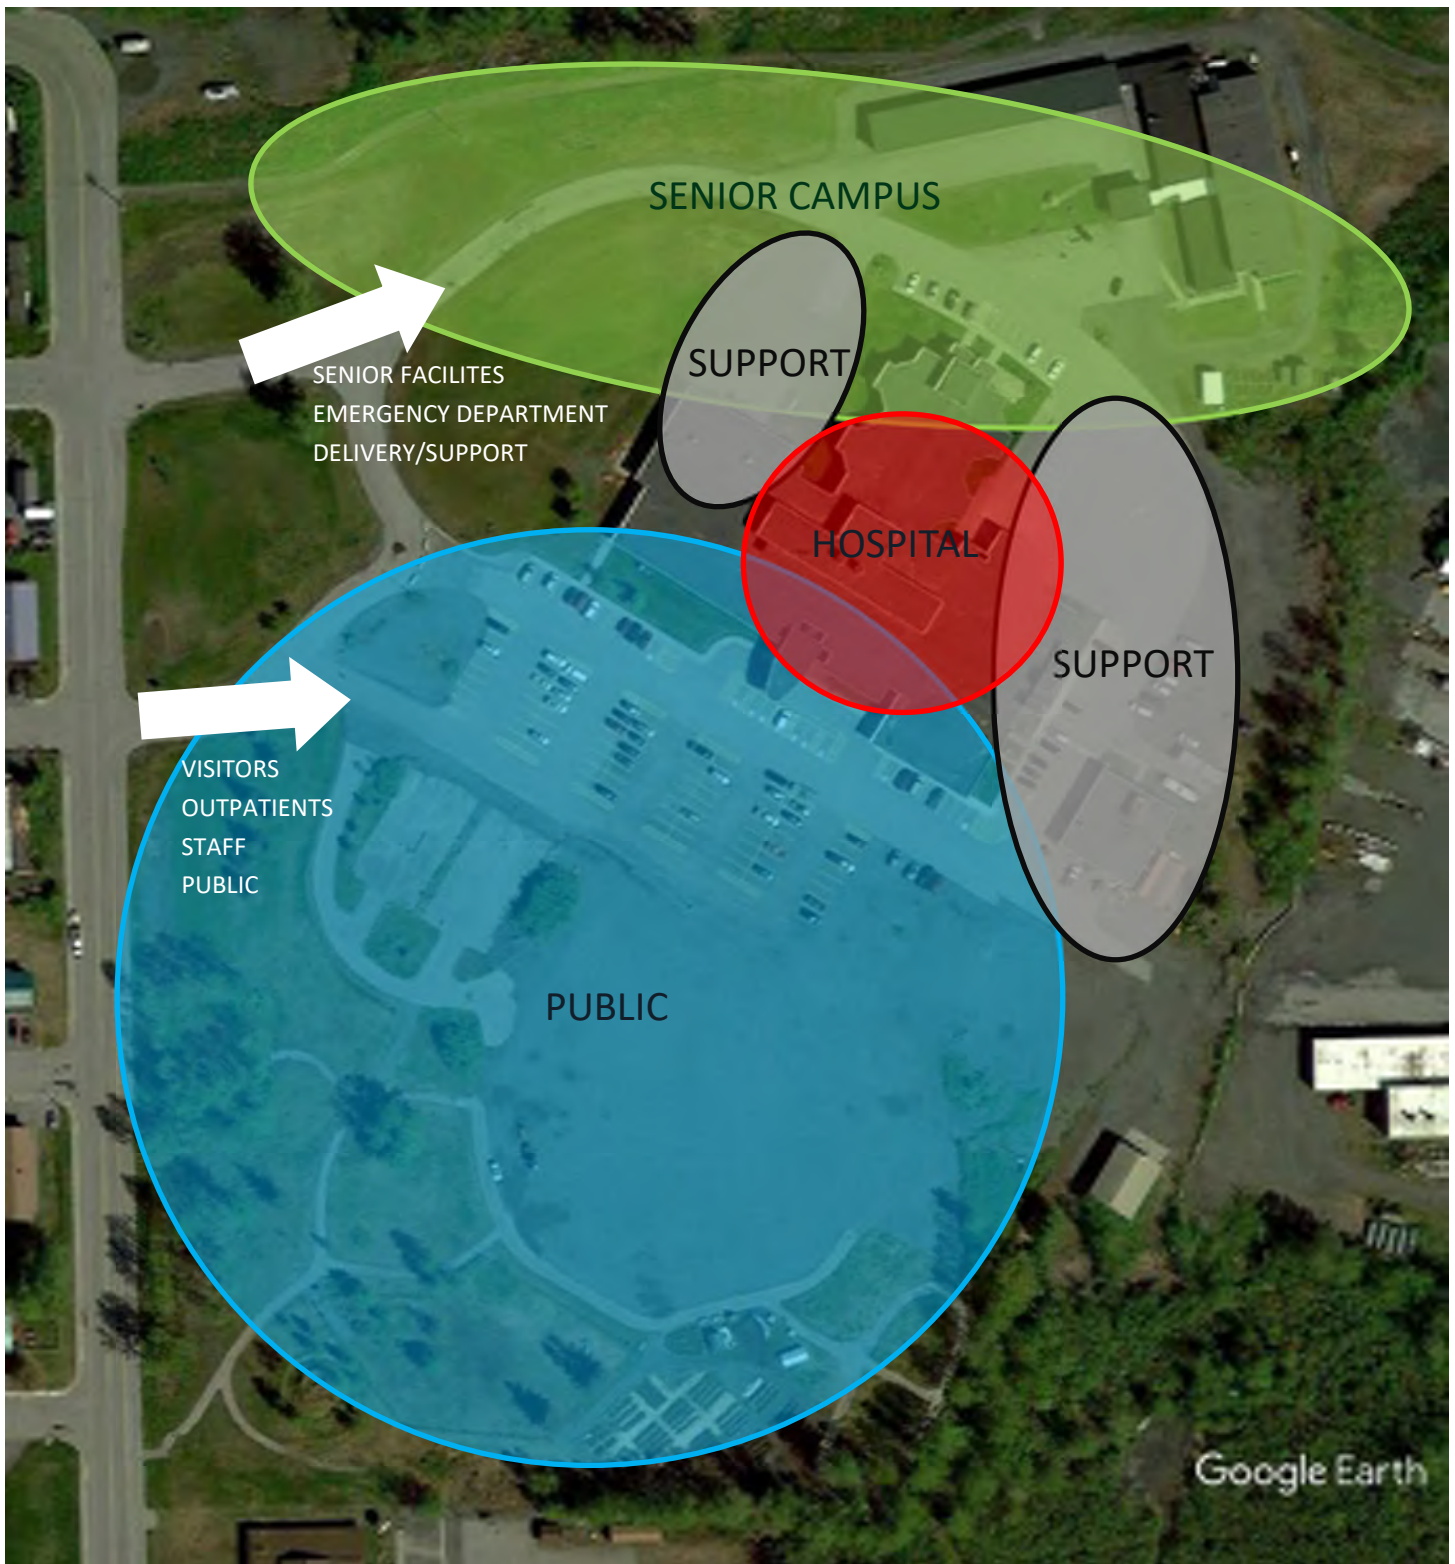 SENIOR CAMPUS
SUPPORT
SENIOR FACILITES
EMERGENCY DEPARTMENT
DELIVERY/SUPPORT
HOSPITAL
SUPPORT
VISITORS
OUTPATIENTS
STAFF
PUBLIC
PUBLIC
Google Earth